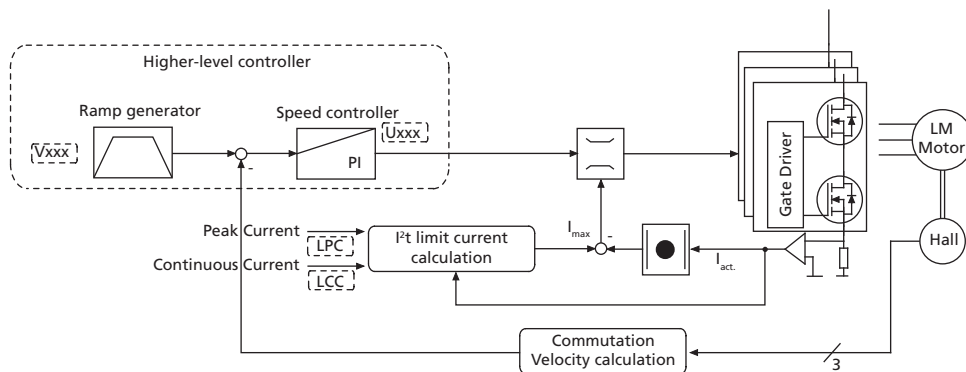 Higher-level controller
Ramp generator
Speed controller
Vxxx
Uxxx
PI
-
Gate Driver
LM
Motor
Hall
Peak Current
LPC
Continuous Current
LCC
I²t limit current
calculation
Imax
-
Iact.
Commutation
Velocity calculation
3